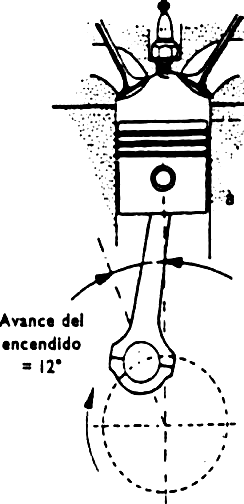 à
Avance del
encendido
= 12°